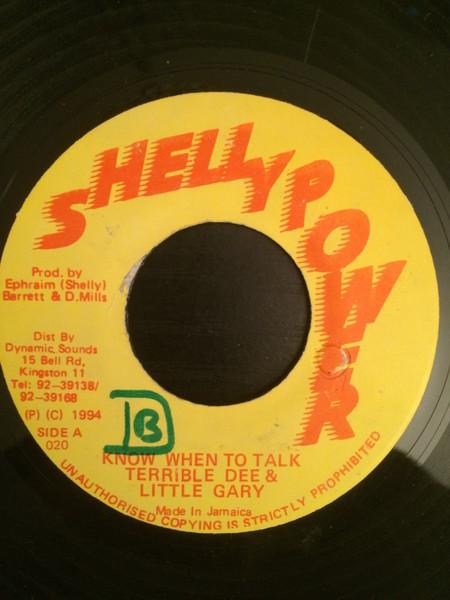 SHELLY POWER
Prod. by
Ephraim (Shelly)
Barrett & D.Mills
Dist By
Dynamic Sounds
15 Bell Rd,
Kingston 11
Tel: 92-39138/
92-39168
(P) (C) 1994
SIDE A
020
B
KNOW WHEN TO TALK
TERRiBLE DEE &
LITTLE GARY
Made In Jamaica
UNAUTHORISED COPYING IS STRICTLY PROHIBITED